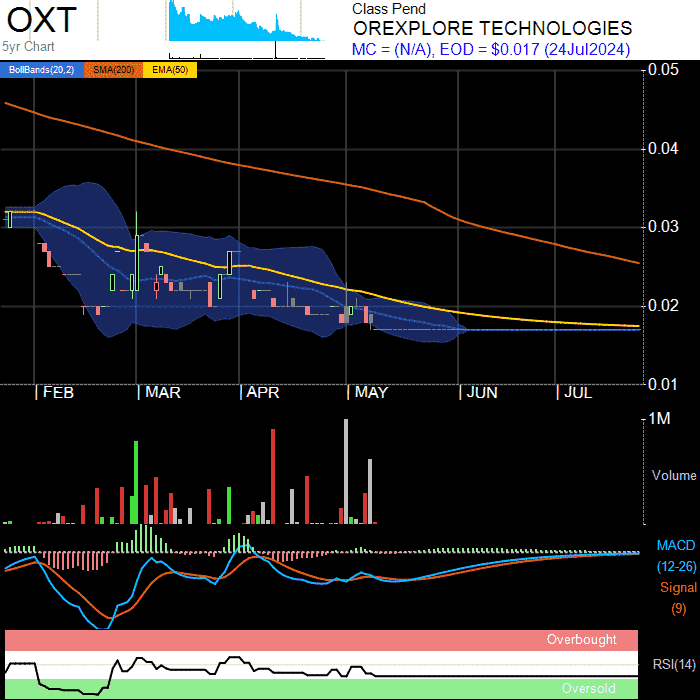 OXT
5yr Chart
Class Pend
OREXPLORE TECHNOLOGIES
MC = (N/A), EOD = $0.017 (24Jul2024)
BollBands(20,2) SMA(200) EMA(50)
0.05
0.04
0.03
0.02
0.01
FEB MAR APR MAY JUN JUL
1M
Volume
MACD
(12-26)
Signal
(9)
Overbought
RSI(14)
Oversold